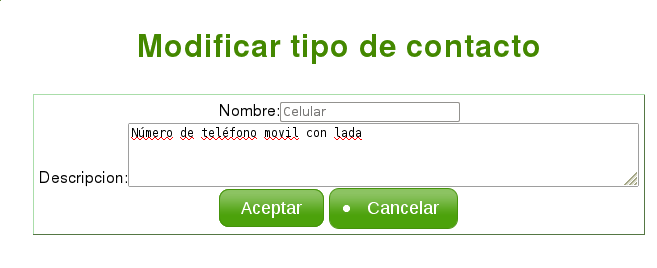 Modificar tipo de contacto
Nombre: Celular
Número de teléfono movil con lada
Descripcion:
Aceptar • Cancelar